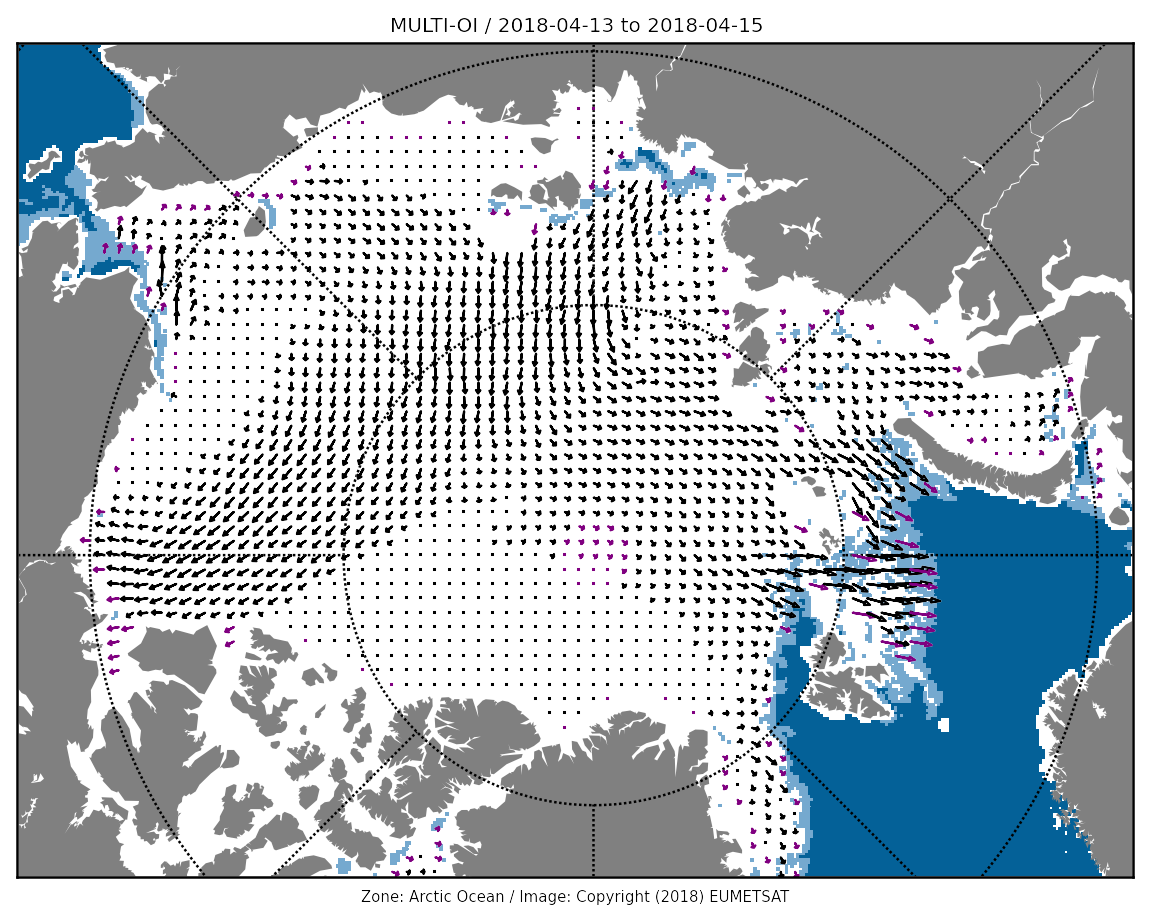 MULTI-OI / 2018-04-13 to 2018-04-15
Zone: Arctic Ocean / Image: Copyright (2018) EUMETSAT